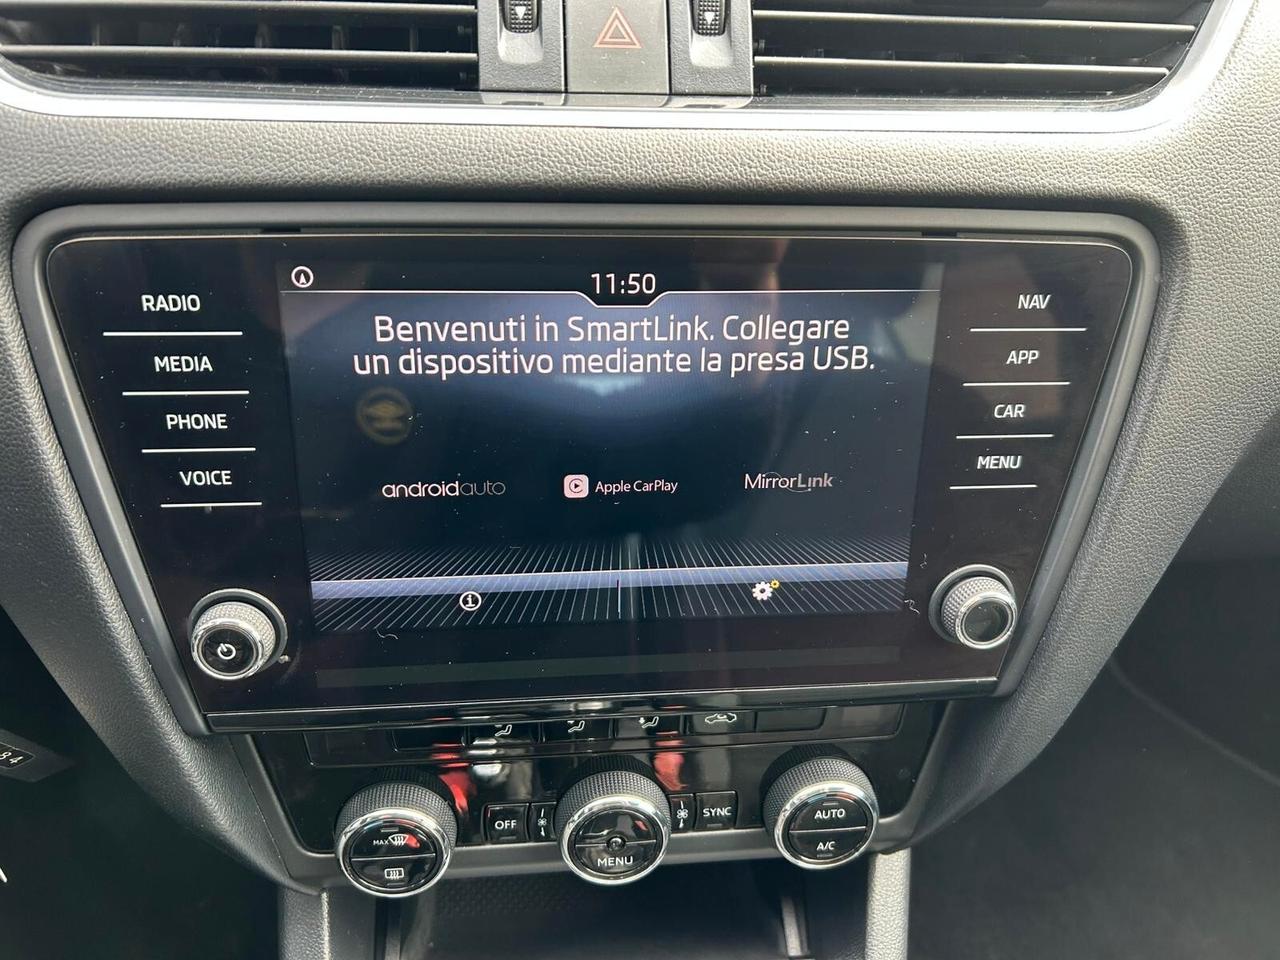 11:50
RADIO
MEDIA
PHONE
VOICE
Benvenuti in SmartLink. Collegare
un dispositivo mediante la presa USB.
androidauto
Apple CarPlay
MirrorLink
NAV
APP
CAR
MENU
MAX
OFF
MENU
SYNC
AUTO
A/C